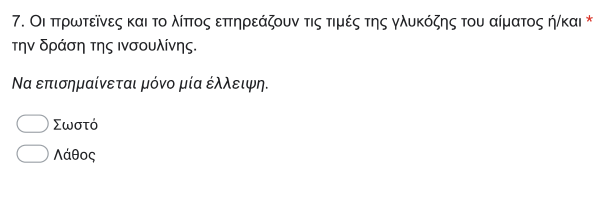 7. Οι πρωτεΐνες και το λίπος επηρεάζουν τις τιμές της γλυκόζης του αίματος ή/και *
την δράση της ινσουλίνης.
Να επισημαίνεται μόνο μία έλλειψη.
Σωστό
Λάθος